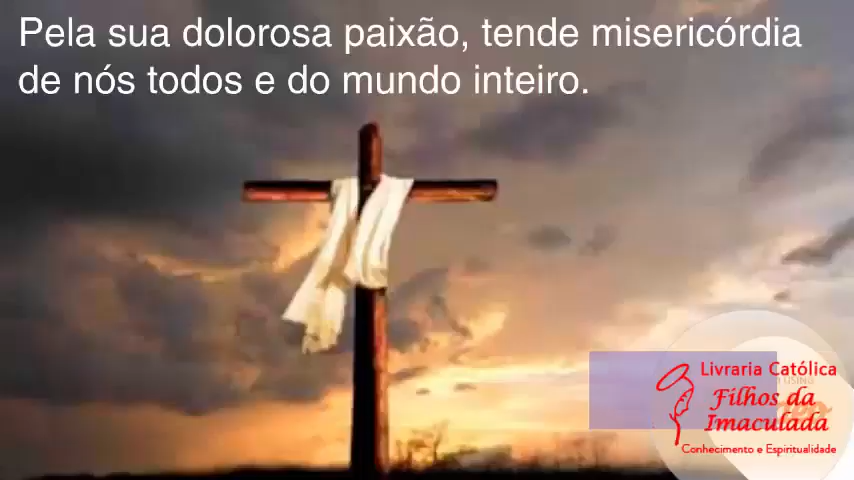 Pela sua dolorosa paixão, tende misericórdia
de nós todos e do mundo inteiro.
Livraria Católica
Filhos da
Imaculada
Conhecimento e Espiritualidade